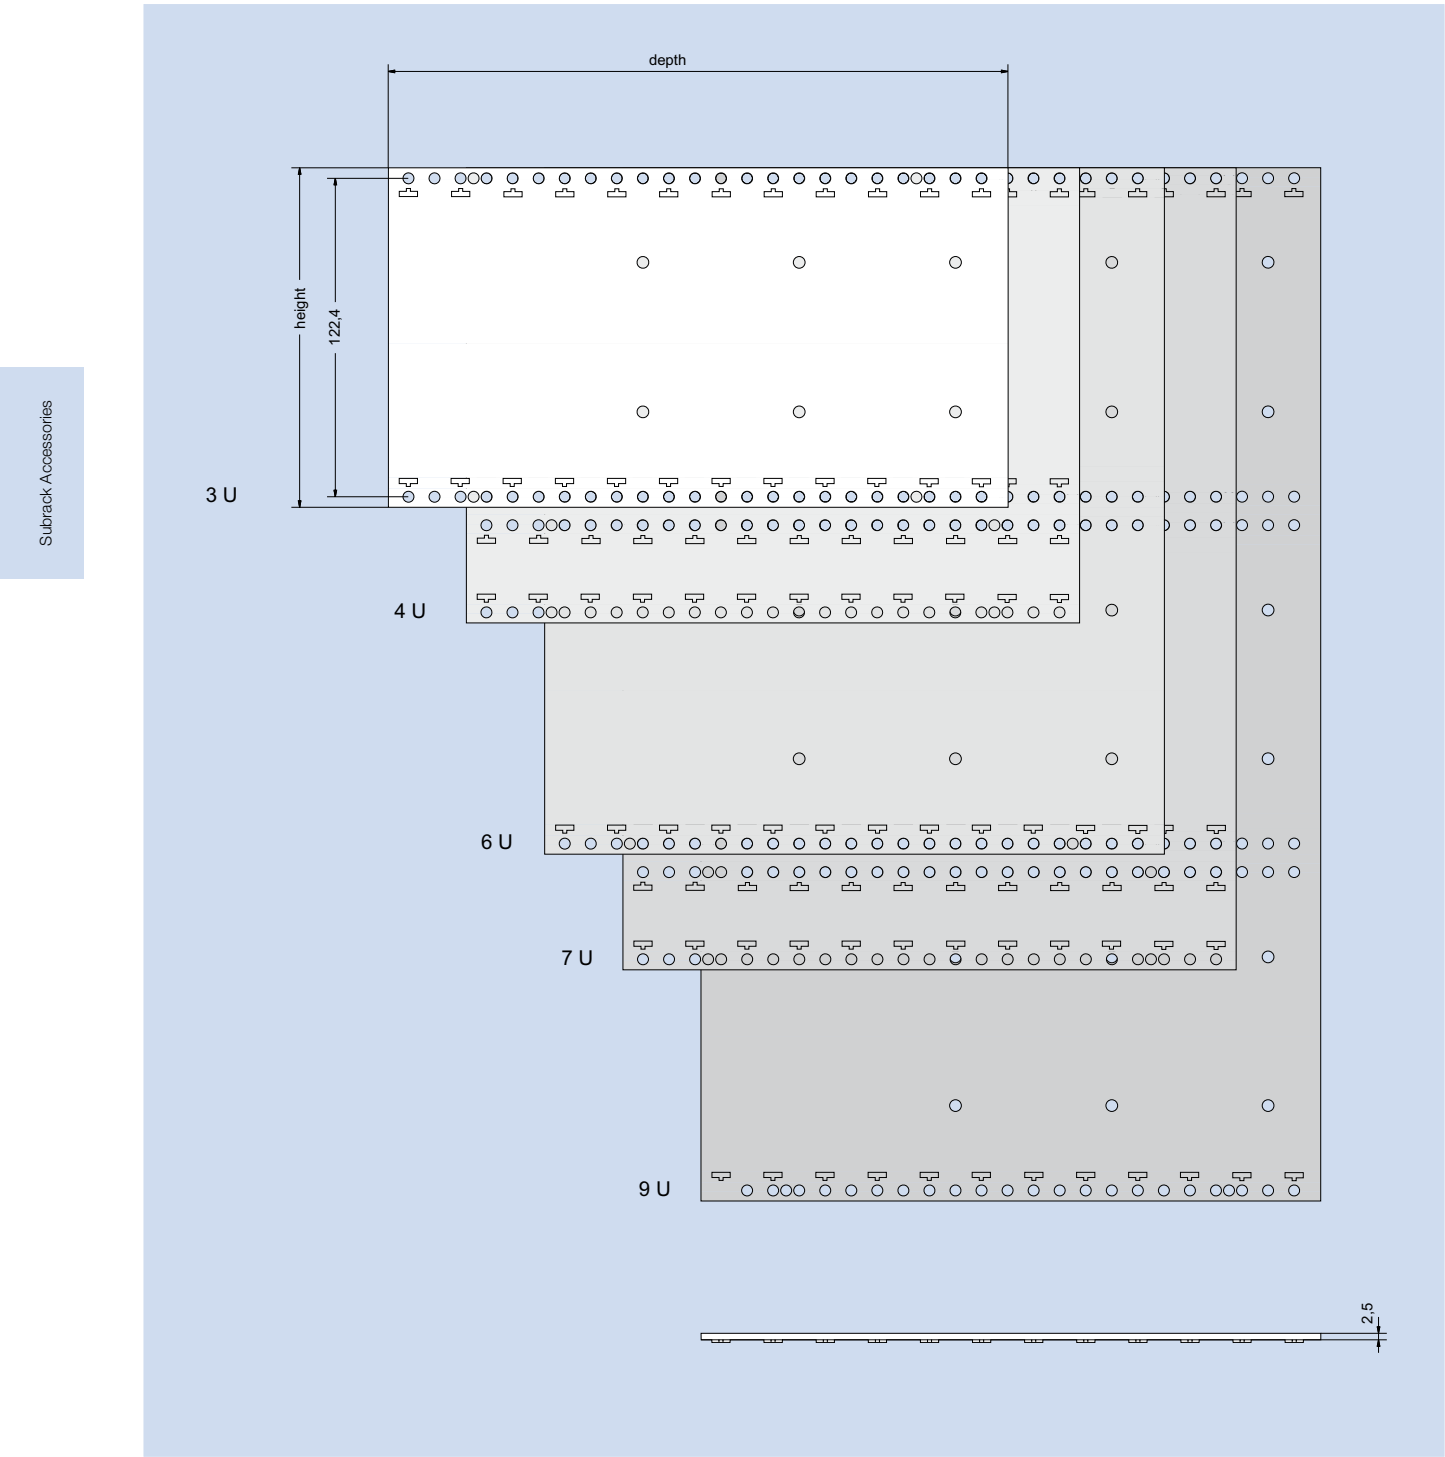 depth
height
122,4
Subrack Accessories
3 U
4 U
6 U
7 U
9 U
2,5